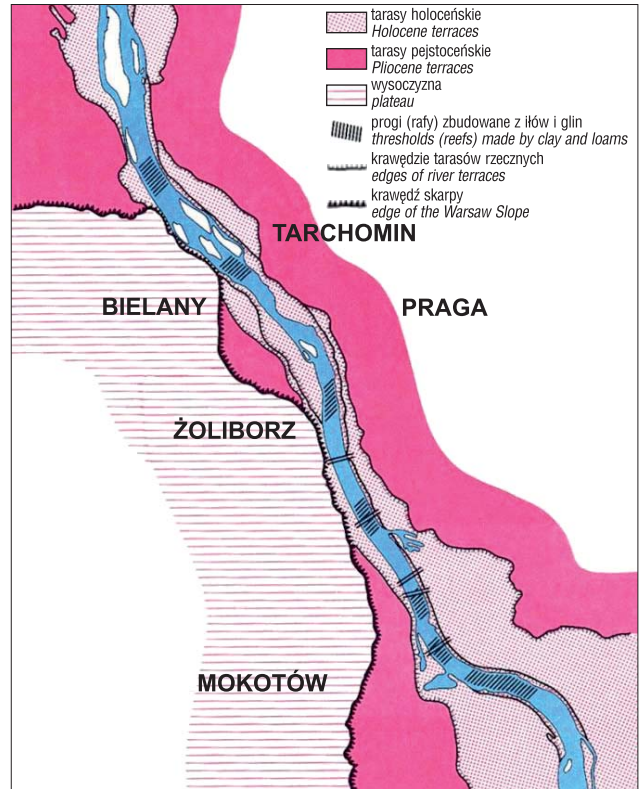 tarasy holoceńskie
Holocene terraces
tarasy pejstoceńskie
Pliocene terraces
wysoczyzna
plateau
progi (rafy) zbudowane z iłów i glin
thresholds (reefs) made by clay and loams
krawędzie tarasów rzecznych
edges of river terraces
krawędź skarpy
edge of the Warsaw Slope
TARCHOMIN
BIELANY
PRAGA
ŻOLIBORZ
MOKOTÓW